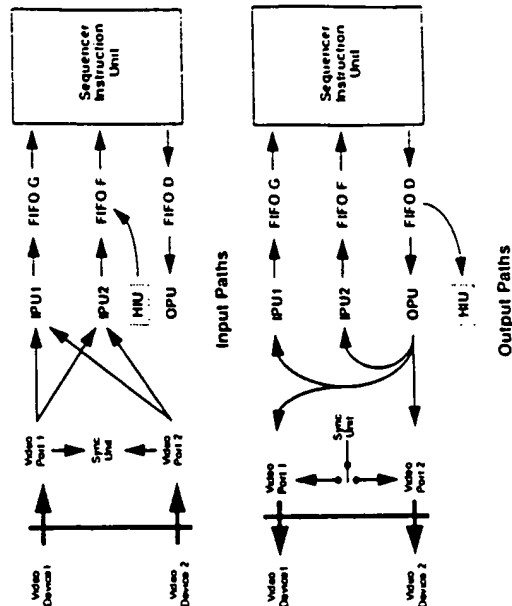 Video
Device 1
Video
Port 1
IPU1
FIFO G
Sync
Unit
IPU2
FIFO F
Sequencer
Instruction
Unit
HIU
Video
Device 2
Video
Port 2
OPU
FIFO D
Input Paths
Video
Device 1
Video
Port 1
IPU1
FIFO G
Sync
Unit
IPU2
FIFO F
Sequencer
Instruction
Unit
Video
Device 2
Video
Port 2
OPU
FIFO D
HIU
Output Paths